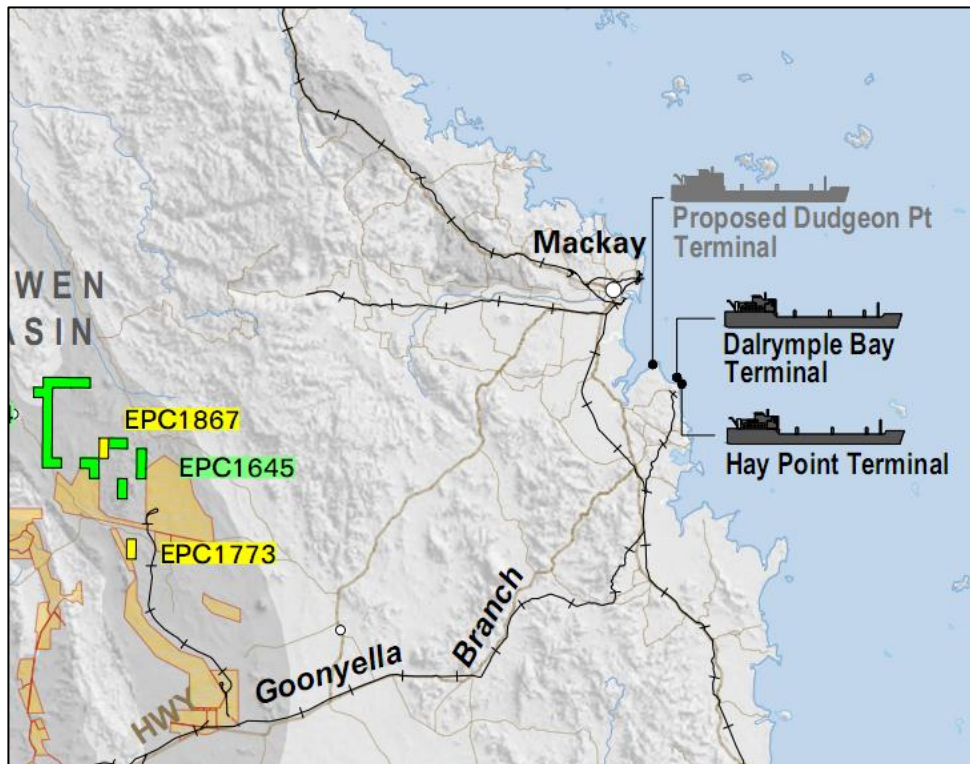 Proposed Dudgeon Pt
Terminal
Mackay
WEN
ASIN
Dalrymple Bay
Terminal
EPC1867
Hay Point Terminal
EPC1645
EPC1773
Branch
Goonyella
HWY